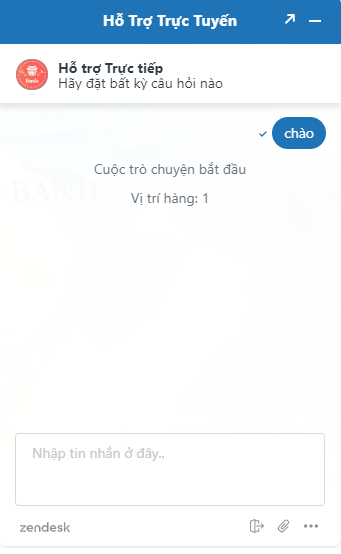 Hỗ Trợ Trực Tuyến
Hỗ trợ Trực tiếp
Hãy đặt bất kỳ câu hỏi nào
chào
Cuộc trò chuyện bắt đầu
BÁNH
Vị trí hàng: 1
Nhập tin nhắn ở đây..
zendesk